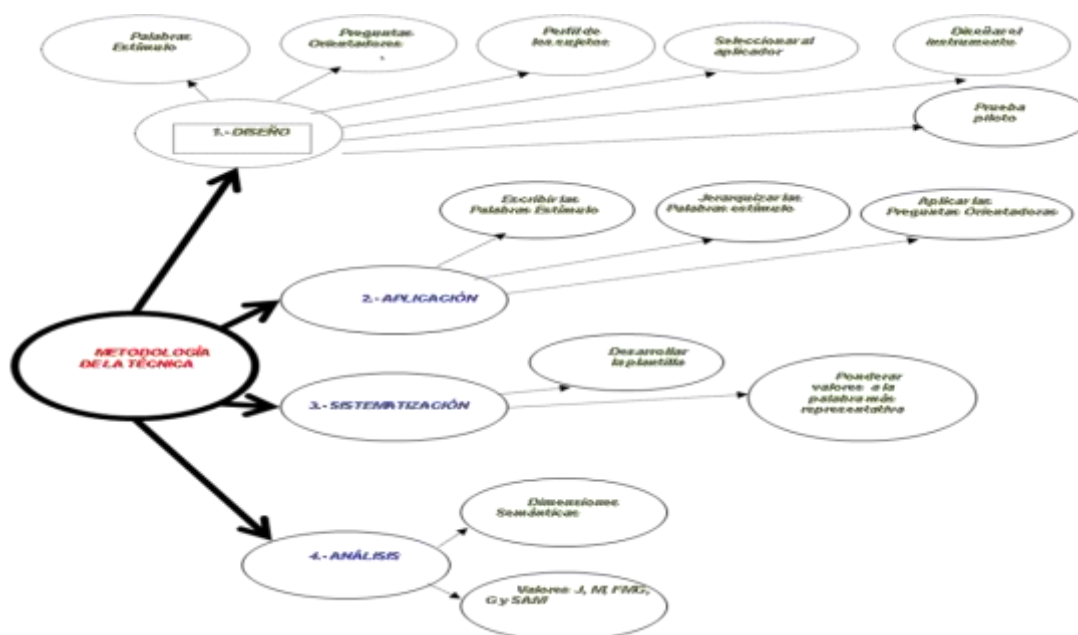 Palabras
Estímulo
Preguntas
Orientadores
Perfil de
los sujetos
Seleccionar al
aplicador
Diseñar el
instrumento
Prueba
piloto
1.- DISEÑO
Escribir las
Palabras Estímulo
Jerarquizar las
Palabras estímulo
Aplicar las
Preguntas Orientadoras
2.- APLICACIÓN
METODOLOGÍA
DE LA TÉCNICA
Desarrollar
la plantilla
3.- SISTEMATIZACIÓN
Ponderar
valores a la
palabra más
representativa
Dimensiones
Semánticas
4.- ANÁLISIS
Valores: J, M, FMG,
G y SAM